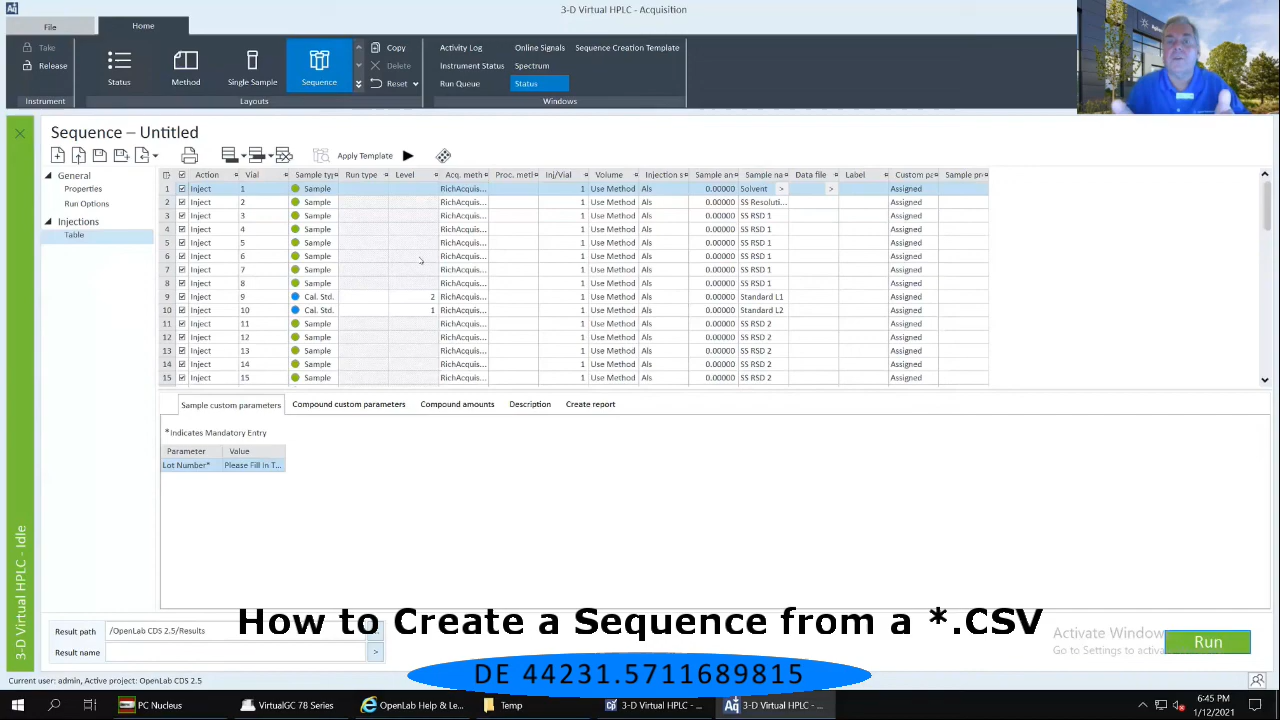 3-D Virtual HPLC - Acquisition
File Home
Take
Release
Instrument
Status Method Single Sample Sequence
Layouts
Copy
Delete
Reset
Activity Log Online Signals Sequence Creation Template
Instrument Status Spectrum
Run Queue Status
Windows
Sequence – Untitled
Apply Template
General
Properties
Run Options
Injections
Table
Action Vial Sample typ Run type Level Acq. meth Proc. meth Inj/Vial Volume Injection s Sample am Sample na Data file Label Custom pa Sample pr
1 Inject 1 Sample RichAcquis... 1 Use Method Als 0.00000 Solvent > >
2 Inject 2 Sample RichAcquis... 1 Use Method Als 0.00000 SS Resoluti... Assigned
3 Inject 3 Sample RichAcquis... 1 Use Method Als 0.00000 SS RSD 1 Assigned
4 Inject 4 Sample RichAcquis... 1 Use Method Als 0.00000 SS RSD 1 Assigned
5 Inject 5 Sample RichAcquis... 1 Use Method Als 0.00000 SS RSD 1 Assigned
6 Inject 6 Sample RichAcquis... 1 Use Method Als 0.00000 SS RSD 1 Assigned
7 Inject 7 Sample RichAcquis... 1 Use Method Als 0.00000 SS RSD 1 Assigned
8 Inject 8 Sample RichAcquis... 1 Use Method Als 0.00000 SS RSD 1 Assigned
9 Inject 9 Cal. Std. 2 RichAcquis... 1 Use Method Als 0.00000 Standard L1 Assigned
10 Inject 10 Cal. Std. 1 RichAcquis... 1 Use Method Als 0.00000 Standard L2 Assigned
11 Inject 11 Sample RichAcquis... 1 Use Method Als 0.00000 SS RSD 2 Assigned
12 Inject 12 Sample RichAcquis... 1 Use Method Als 0.00000 SS RSD 2 Assigned
13 Inject 13 Sample RichAcquis... 1 Use Method Als 0.00000 SS RSD 2 Assigned
14 Inject 14 Sample RichAcquis... 1 Use Method Als 0.00000 SS RSD 2 Assigned
15 Inject 15 Sample RichAcquis... 1 Use Method Als 0.00000 SS RSD 2 Assigned
Sample custom parameters Compound custom parameters Compound amounts Description Create report
*Indicates Mandatory Entry
Parameter Value
Lot Number* Please Fill In T...
3-D Virtual HPLC - Idle
How to Create a Sequence from a *.CSV
Result path /OpenLab CDS 2.5/Results
Result name >
Activate Window
Go to Settings to activa
Run
DE 44231.5711689815
Current user: admin, Active project: OpenLab CDS 2.5
PC Nucleus VirtualGC 78 Series OpenLab Help & Le... Temp 3-D Virtual HPLC - ... 3-D Virtual HPLC - ...
6:45 PM
1/12/2021